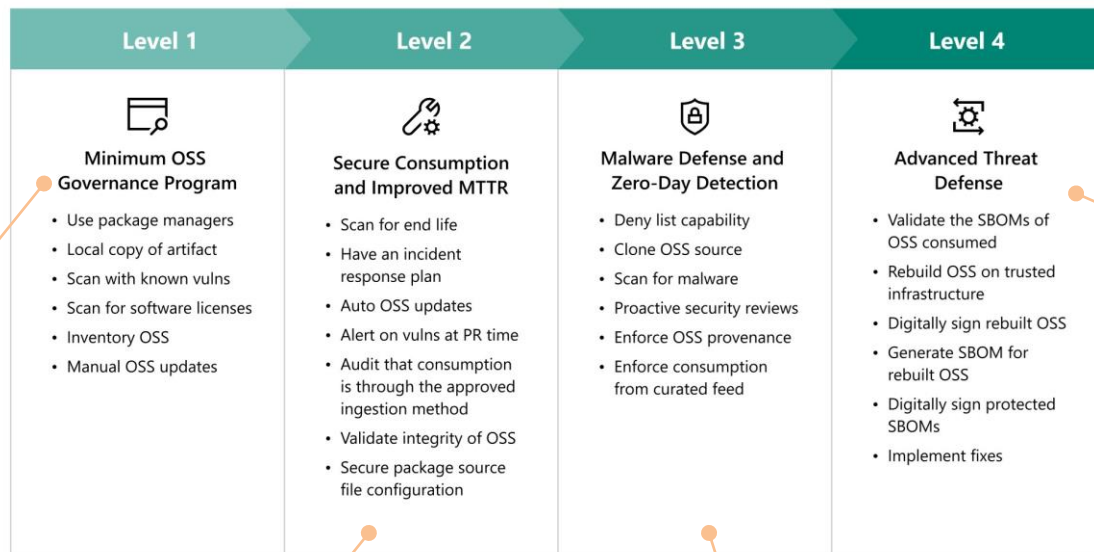 Level 1
Level 2
Level 3
Level 4
Minimum OSS
Governance Program
• Use package managers
• Local copy of artifact
• Scan with known vulns
• Scan for software licenses
• Inventory OSS
• Manual OSS updates
Secure Consumption
and Improved MTTR
• Scan for end life
• Have an incident
response plan
• Auto OSS updates
• Alert on vulns at PR time
• Audit that consumption
is through the approved
ingestion method
• Validate integrity of OSS
• Secure package source
file configuration
Malware Defense and
Zero-Day Detection
• Deny list capability
• Clone OSS source
• Scan for malware
• Proactive security reviews
• Enforce OSS provenance
• Enforce consumption
from curated feed
Advanced Threat
Defense
• Validate the SBOMs of
OSS consumed
• Rebuild OSS on trusted
infrastructure
• Digitally sign rebuilt OSS
• Generate SBOM for
rebuilt OSS
• Digitally sign protected
SBOMs
• Implement fixes